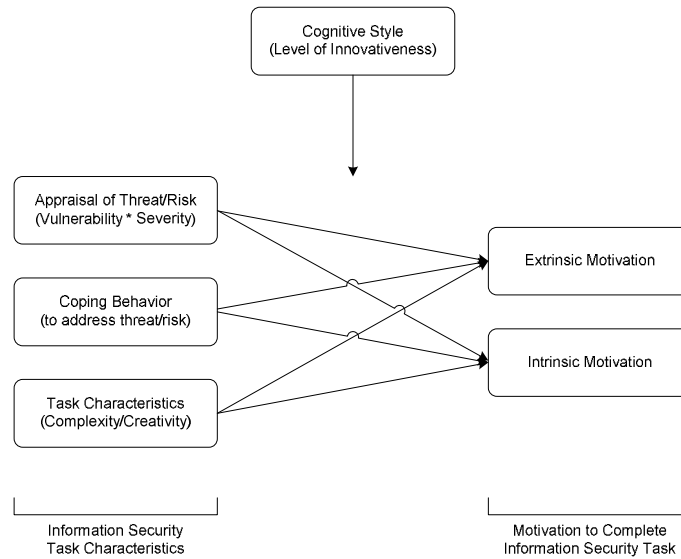 Cognitive Style
(Level of Innovativeness)
Appraisal of Threat/Risk
(Vulnerability * Severity)
Extrinsic Motivation
Coping Behavior
(to address threat/risk)
Intrinsic Motivation
Task Characteristics
(Complexity/Creativity)
Information Security
Task Characteristics
Motivation to Complete
Information Security Task